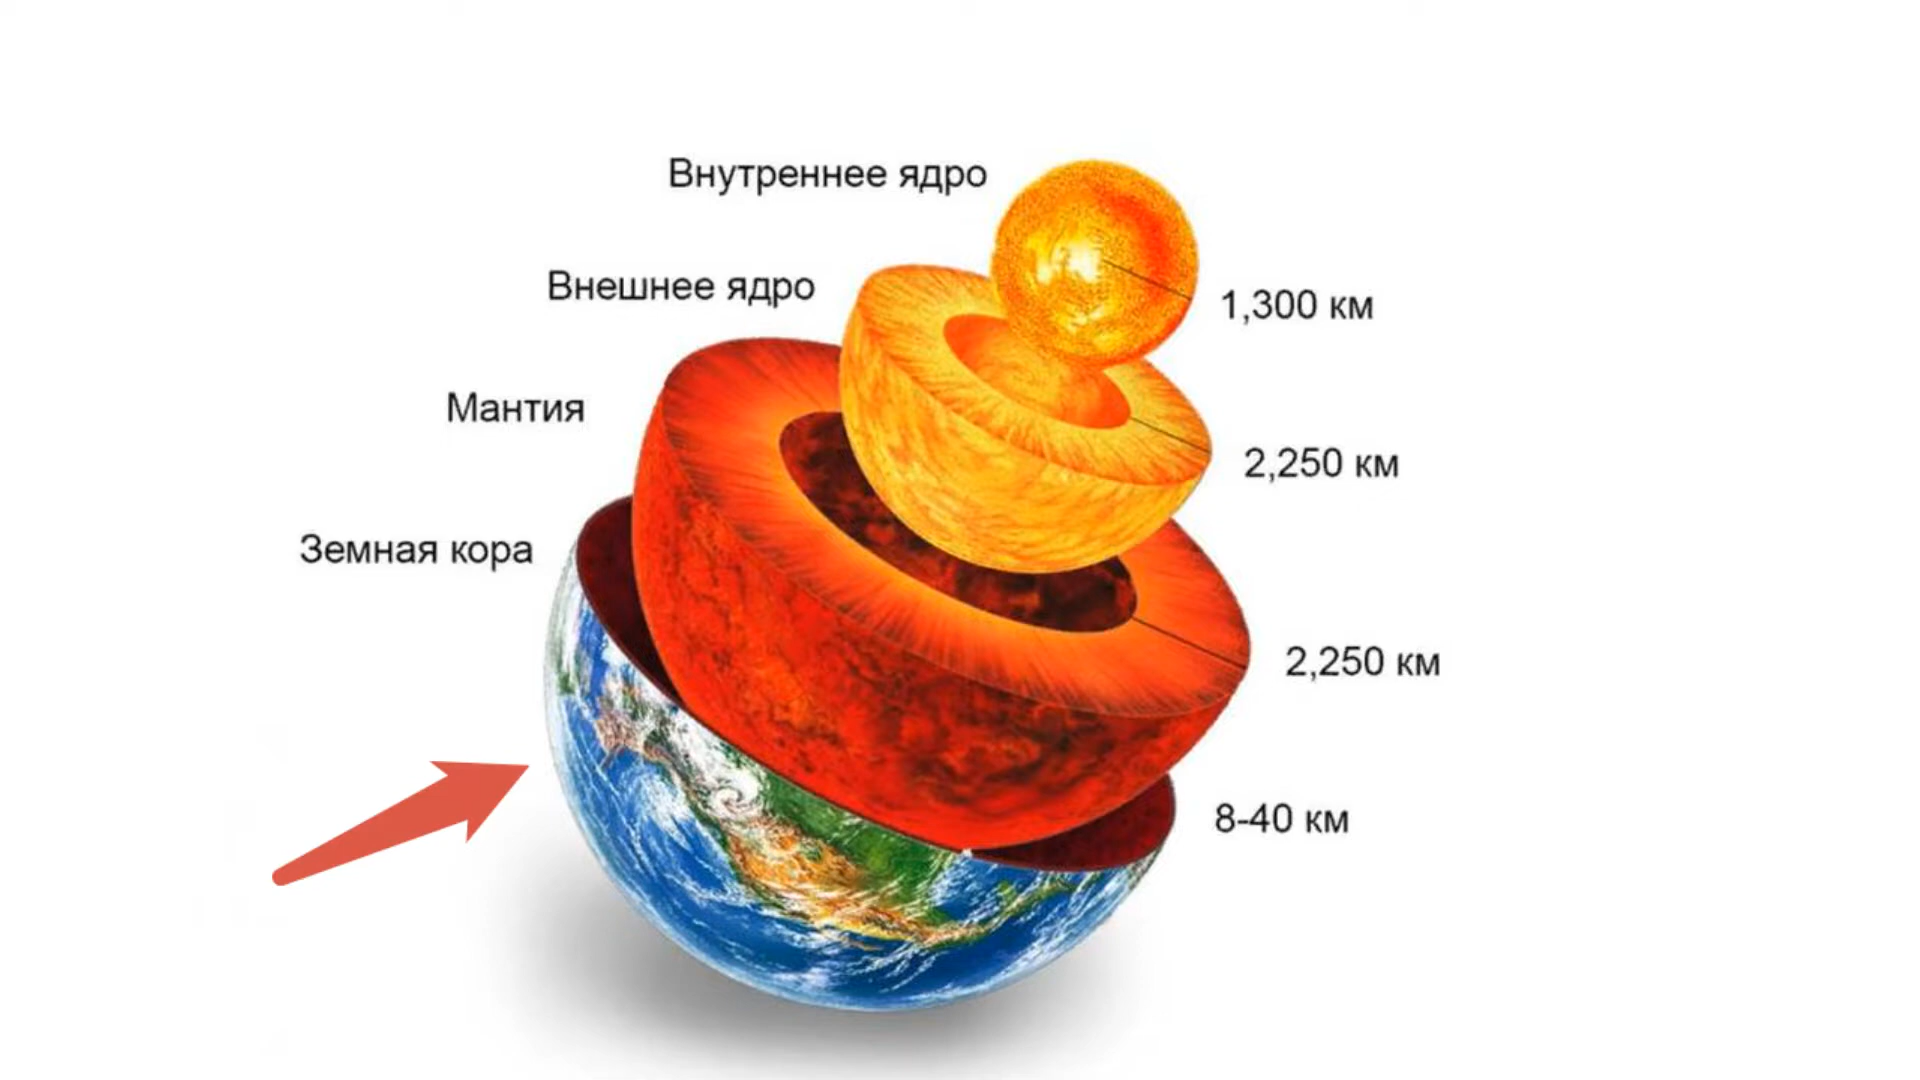 Внутреннее ядро
1,300 км
Внешнее ядро
2,250 км
Мантия
2,250 км
Земная кора
8-40 км